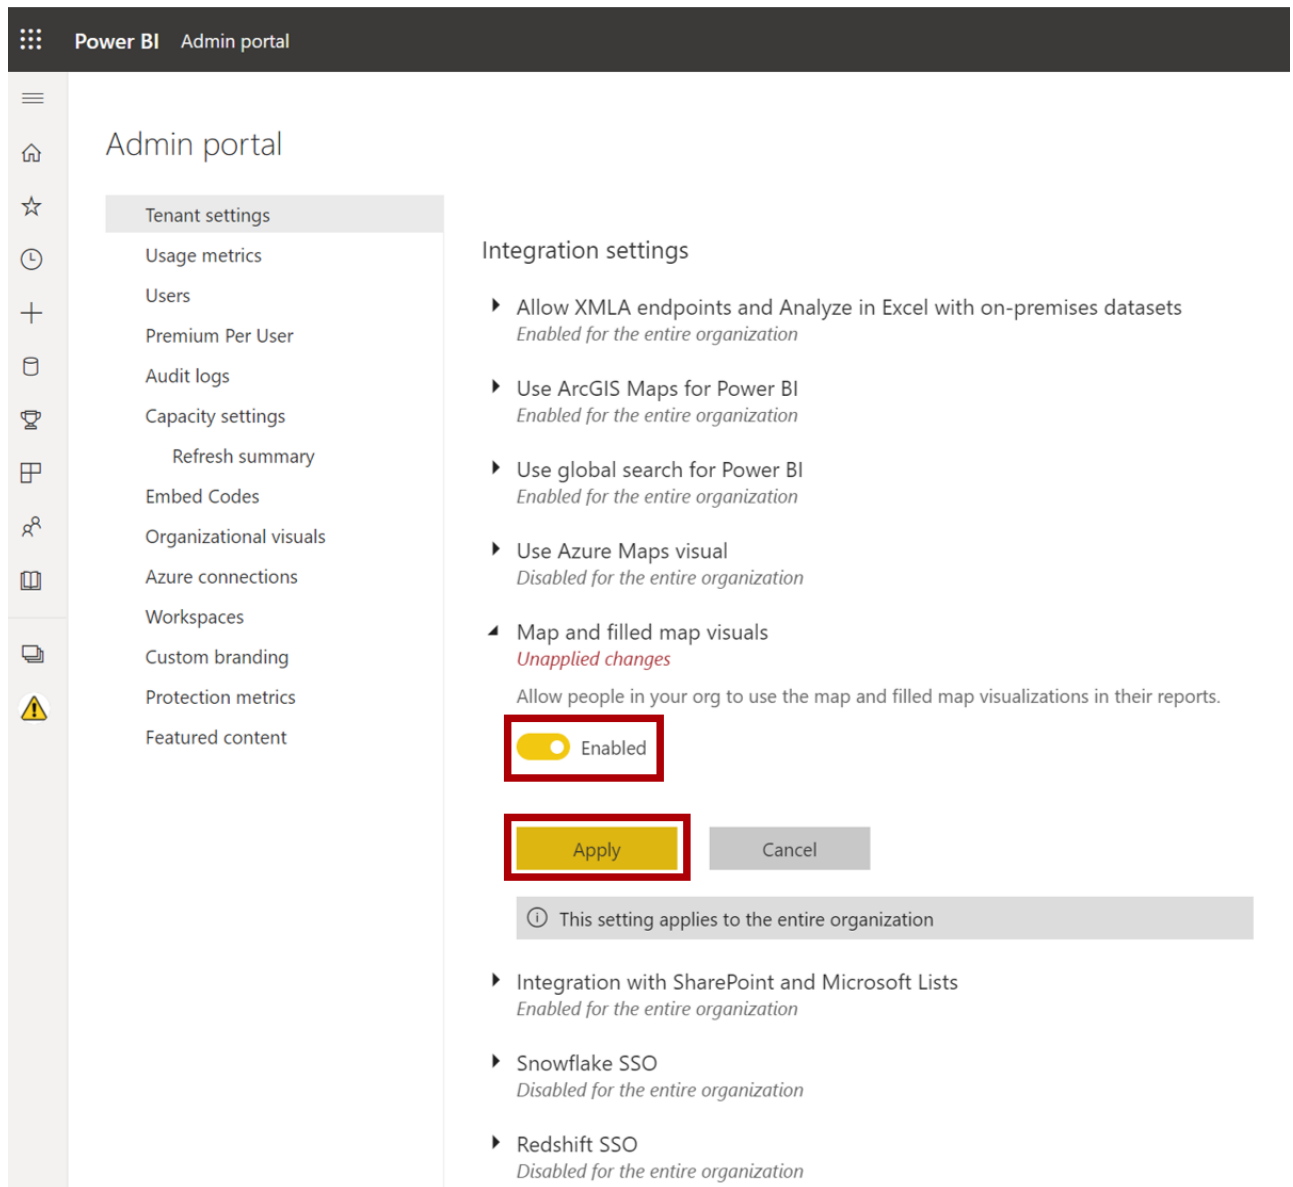 Power BI Admin portal
Admin portal
Tenant settings
Usage metrics
Users
Premium Per User
Audit logs
Capacity settings
Refresh summary
Embed Codes
Organizational visuals
Azure connections
Workspaces
Custom branding
Protection metrics
Featured content
Integration settings
Allow XMLA endpoints and Analyze in Excel with on-premises datasets
Enabled for the entire organization
Use ArcGIS Maps for Power BI
Enabled for the entire organization
Use global search for Power BI
Enabled for the entire organization
Use Azure Maps visual
Disabled for the entire organization
Map and filled map visuals
Unapplied changes
Allow people in your org to use the map and filled map visualizations in their reports.
Enabled
Apply Cancel
This setting applies to the entire organization
Integration with SharePoint and Microsoft Lists
Enabled for the entire organization
Snowflake SSO
Disabled for the entire organization
Redshift SSO
Disabled for the entire organization